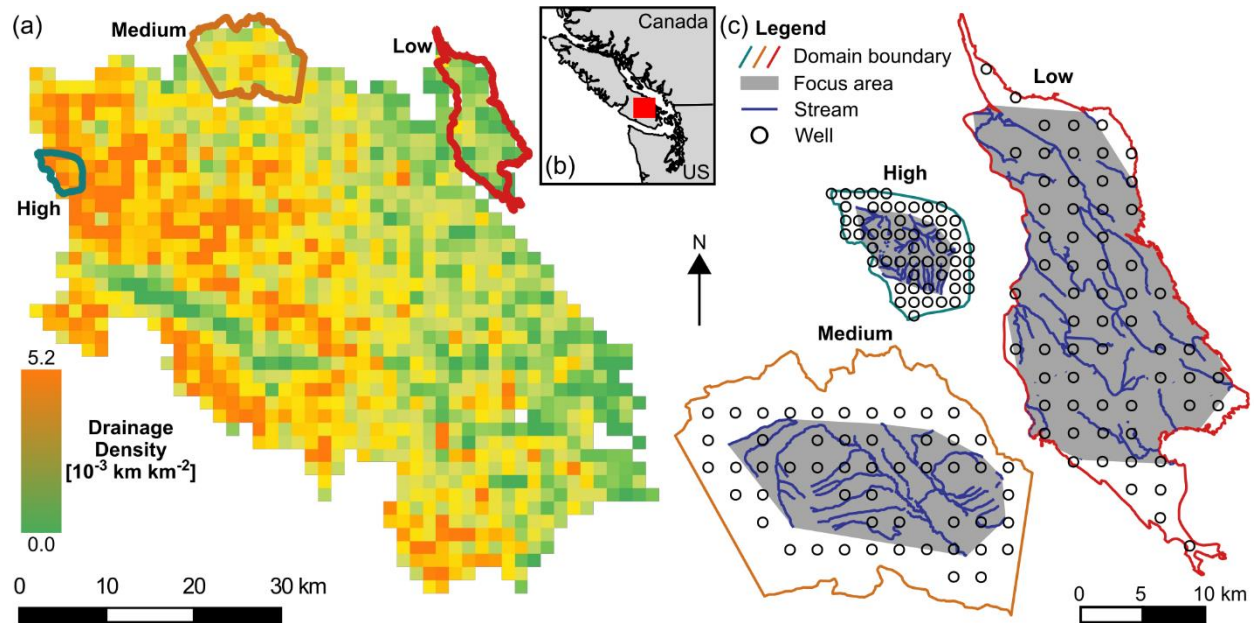 (a)
Medium
Low
High
5.2
Drainage
Density
[10⁻³ km km⁻²]
0.0
0 10 20 30 km
Canada
(b)
US
N
(c)
Legend
Domain boundary
Focus area
Stream
Well
Low
High
Medium
0 5 10 km